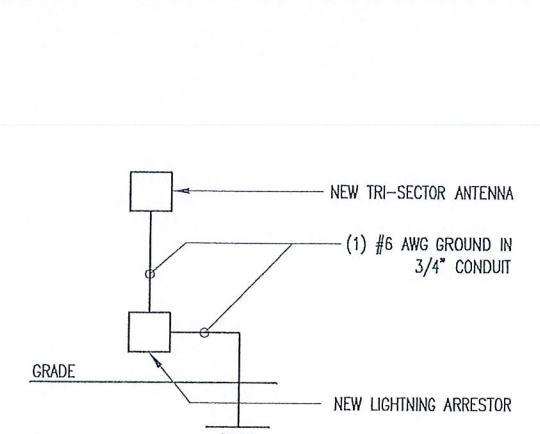 NEW TRI-SECTOR ANTENNA
(1) #6 AWG GROUND IN
3/4" CONDUIT
GRADE
NEW LIGHTNING ARRESTOR